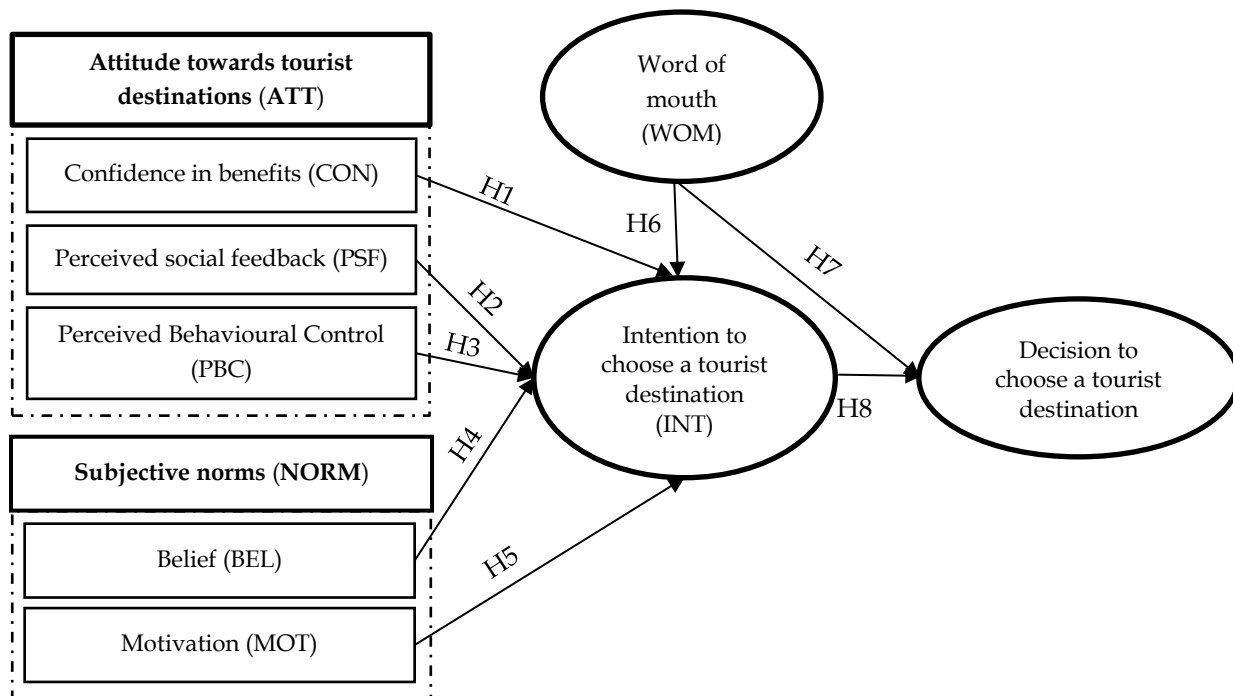 Attitude towards tourist
destinations (ATT)
Confidence in benefits (CON)
Perceived social feedback (PSF)
Perceived Behavioural Control
(PBC)
Subjective norms (NORM)
Belief (BEL)
Motivation (MOT)
H1
H2
H3
H4
H5
Word of
mouth
(WOM)
H6
H7
Intention to
choose a tourist
destination
(INT)
H8
Decision to
choose a tourist
destination